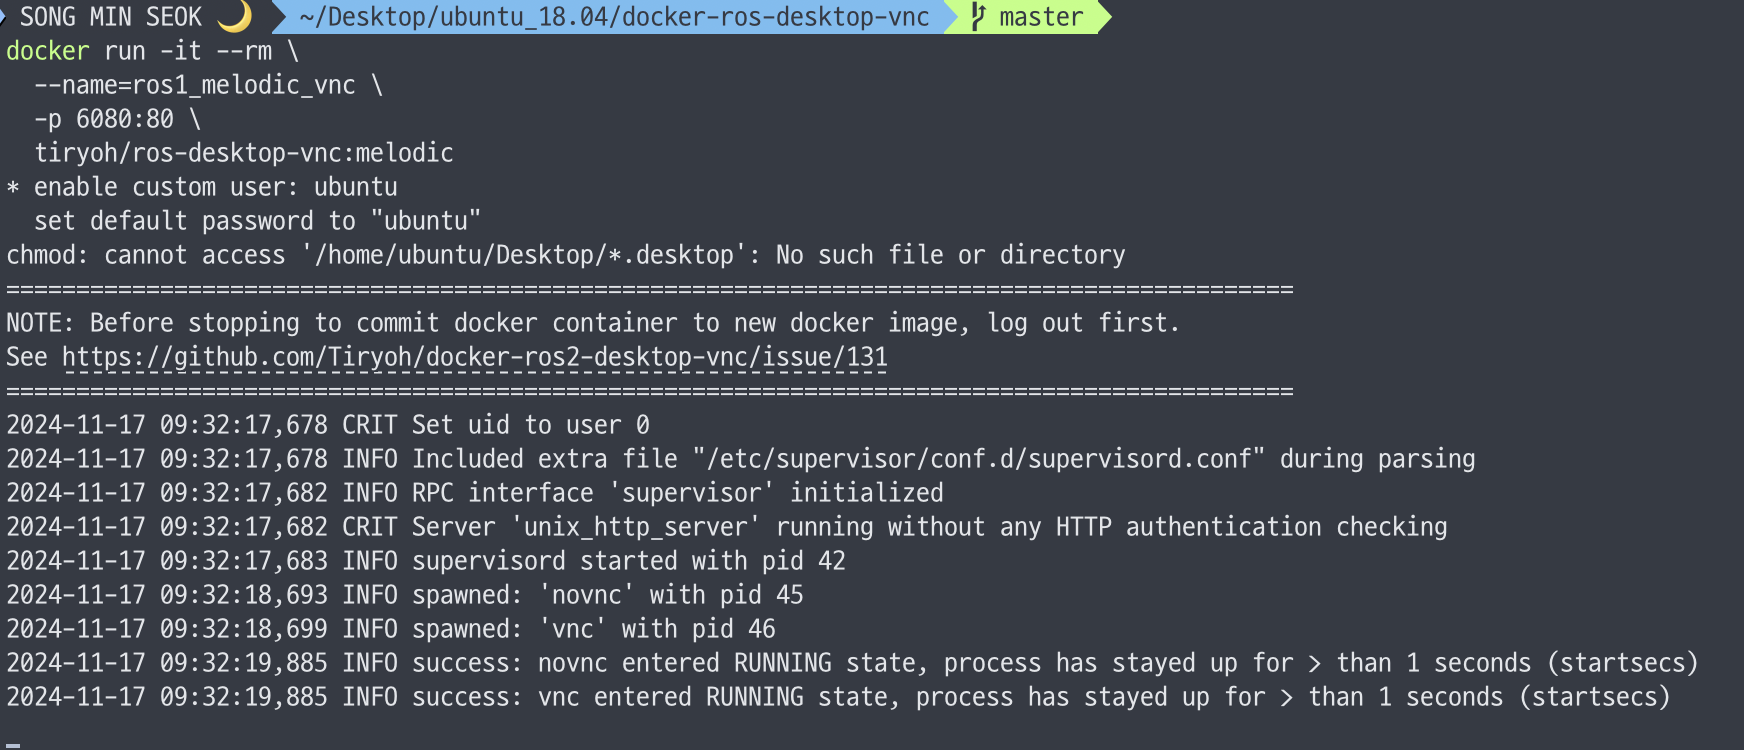 SONG MIN SEOK 🌙 ~/Desktop/ubuntu_18.04/docker-ros-desktop-vnc master
docker run -it --rm \
--name=ros1_melodic_vnc \
-p 6080:80 \
tiryoh/ros-desktop-vnc:melodic
* enable custom user: ubuntu
set default password to "ubuntu"
chmod: cannot access '/home/ubuntu/Desktop/*.desktop': No such file or directory
============================================================================================
NOTE: Before stopping to commit docker container to new docker image, log out first.
See https://github.com/Tiryoh/docker-ros2-desktop-vnc/issue/131
============================================================================================
2024-11-17 09:32:17,678 CRIT Set uid to user 0
2024-11-17 09:32:17,678 INFO Included extra file "/etc/supervisor/conf.d/supervisord.conf" during parsing
2024-11-17 09:32:17,682 INFO RPC interface 'supervisor' initialized
2024-11-17 09:32:17,682 CRIT Server 'unix_http_server' running without any HTTP authentication checking
2024-11-17 09:32:17,683 INFO supervisord started with pid 42
2024-11-17 09:32:18,693 INFO spawned: 'novnc' with pid 45
2024-11-17 09:32:18,699 INFO spawned: 'vnc' with pid 46
2024-11-17 09:32:19,885 INFO success: novnc entered RUNNING state, process has stayed up for > than 1 seconds (startsecs)
2024-11-17 09:32:19,885 INFO success: vnc entered RUNNING state, process has stayed up for > than 1 seconds (startsecs)